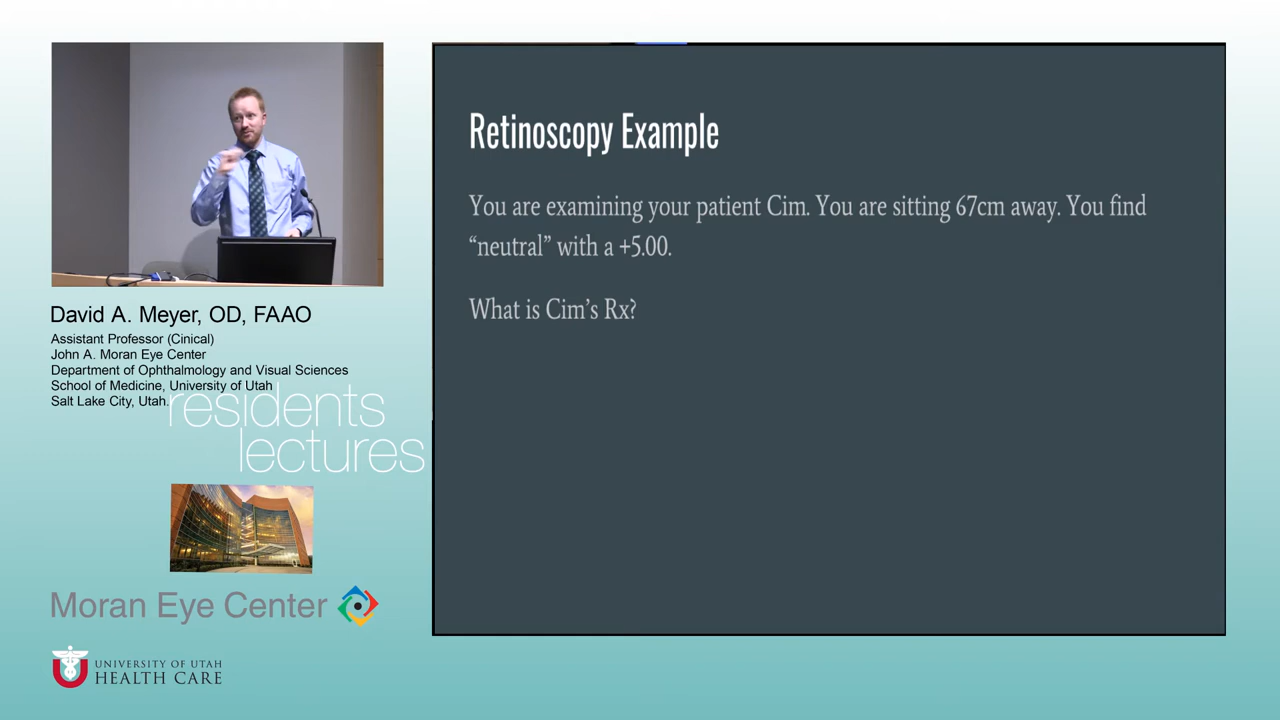 Retinoscopy Example
You are examining your patient Cim. You are sitting 67cm away. You find
“neutral” with a +5.00.
What is Cim’s Rx?
David A. Meyer, OD, FAAO
Assistant Professor (Cinical)
John A. Moran Eye Center
Department of Ophthalmology and Visual Sciences
School of Medicine, University of Utah
Salt Lake City, Utah.
residents
lectures
Moran Eye Center
U
UNIVERSITY OF UTAH
HEALTH CARE